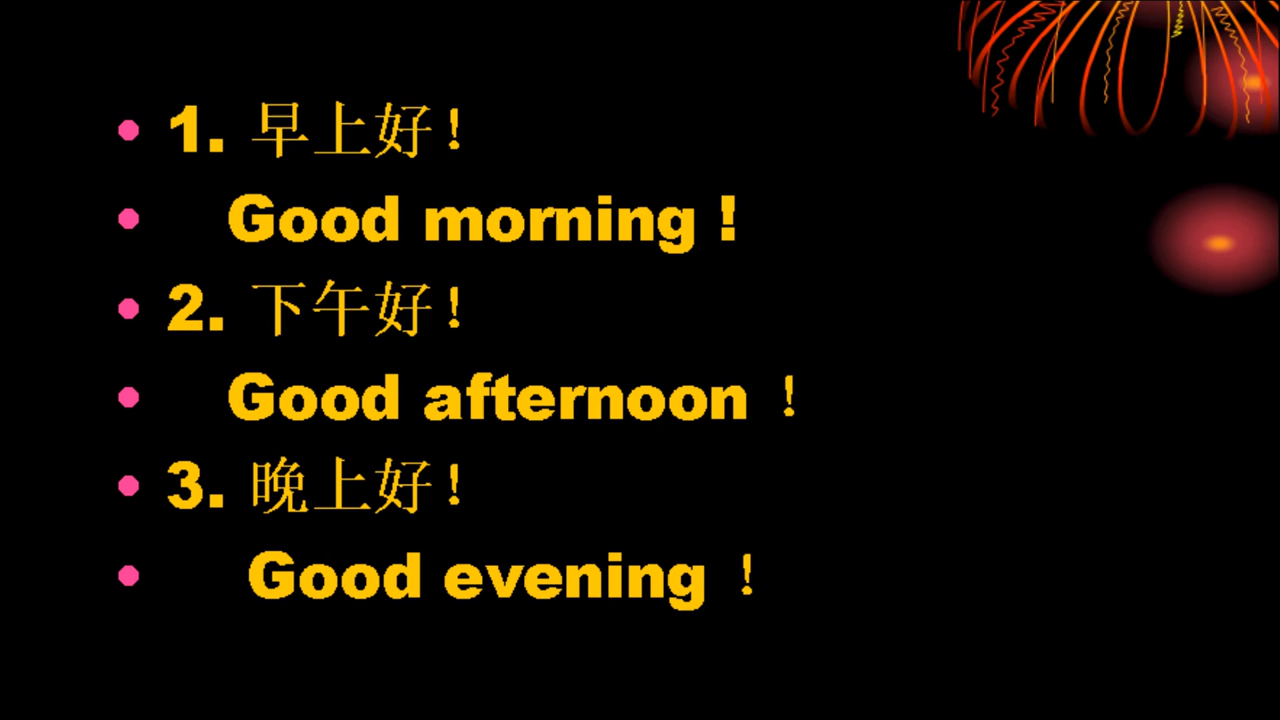 • 1. 早上好！
• Good morning !
• 2. 下午好！
• Good afternoon ！
• 3. 晚上好！
• Good evening ！